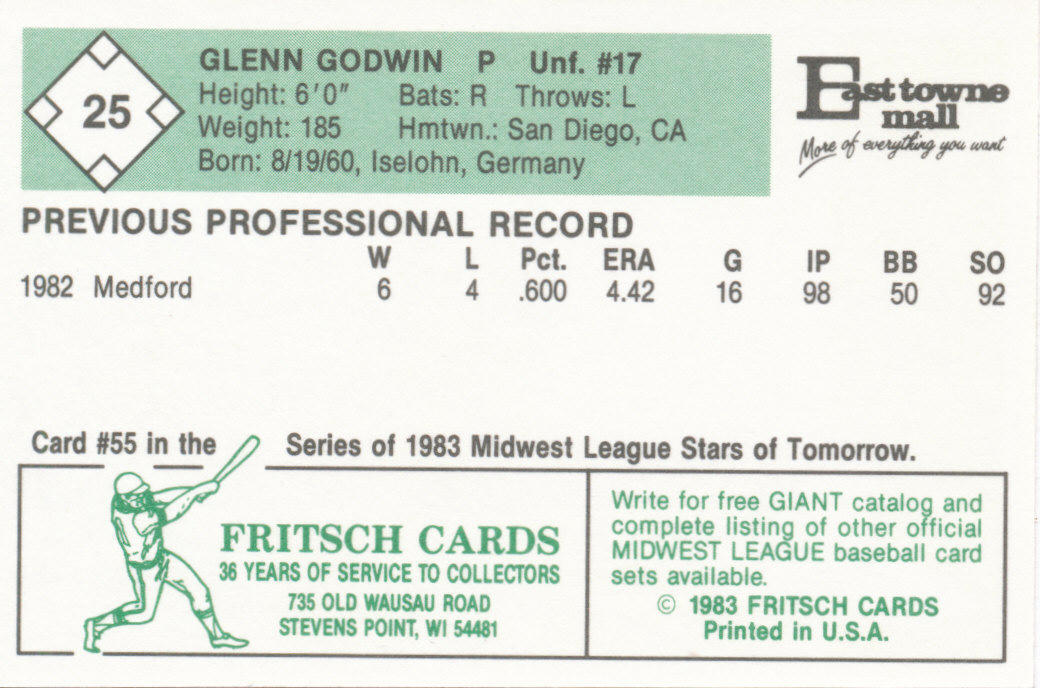 25
GLENN GODWIN P Unf. #17
Height: 6'0" Bats: R Throws: L
Weight: 185 Hmtwn.: San Diego, CA
Born: 8/19/60, Iselohn, Germany
East towne
mall
More of everything you want
PREVIOUS PROFESSIONAL RECORD
W L Pct. ERA G IP BB SO
1982 Medford 6 4 .600 4.42 16 98 50 92
Card #55 in the Series of 1983 Midwest League Stars of Tomorrow.
FRITSCH CARDS
36 YEARS OF SERVICE TO COLLECTORS
735 OLD WAUSAU ROAD
STEVENS POINT, WI 54481
Write for free GIANT catalog and
complete listing of other official
MIDWEST LEAGUE baseball card
sets available.
© 1983 FRITSCH CARDS
Printed in U.S.A.